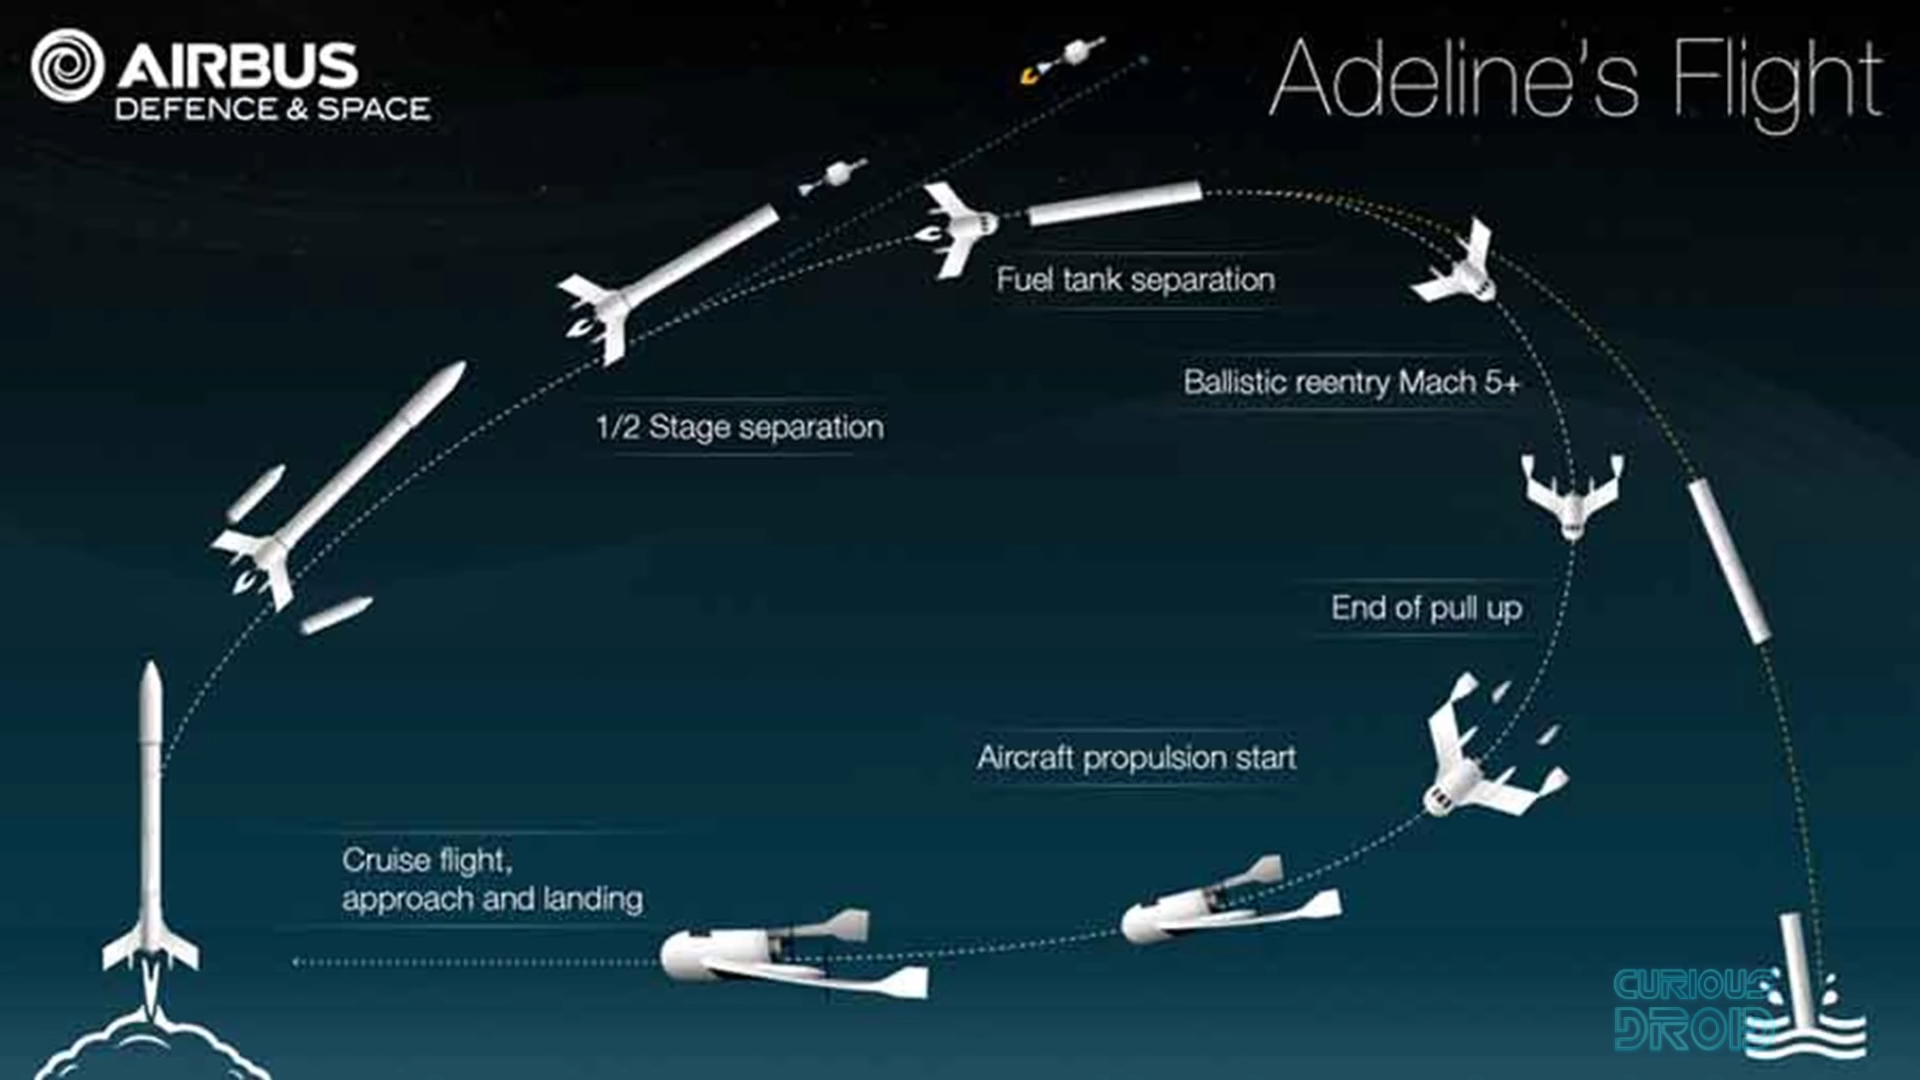 AIRBUS
DEFENCE & SPACE
Adeline's Flight
Fuel tank separation
Ballistic reentry Mach 5+
1/2 Stage separation
End of pull up
Aircraft propulsion start
Cruise flight,
approach and landing
CURIOUS
DROID